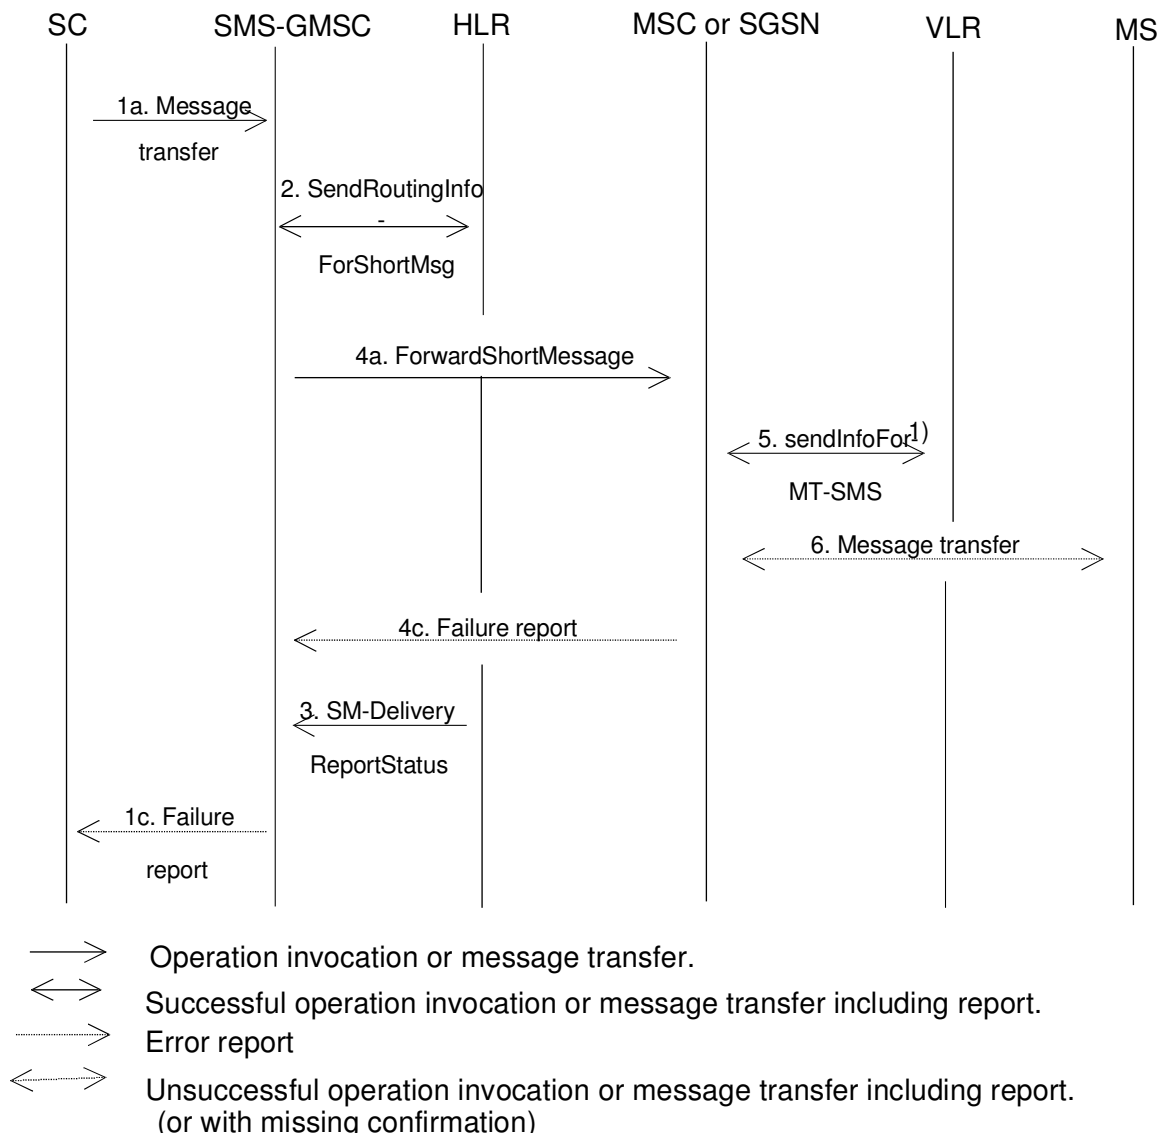 SC
SMS-GMSC
HLR
MSC or SGSN
VLR
MS
1a. Message
transfer
2. SendRoutingInfo
-
ForShortMsg
4a. ForwardShortMessage
5. sendInfoFor- 1)
MT-SMS
6. Message transfer
4c. Failure report
3. SM-Delivery
ReportStatus
1c. Failure
report
Operation invocation or message transfer.
Successful operation invocation or message transfer including report.
Error report
Unsuccessful operation invocation or message transfer including report.
(or with missing confirmation)